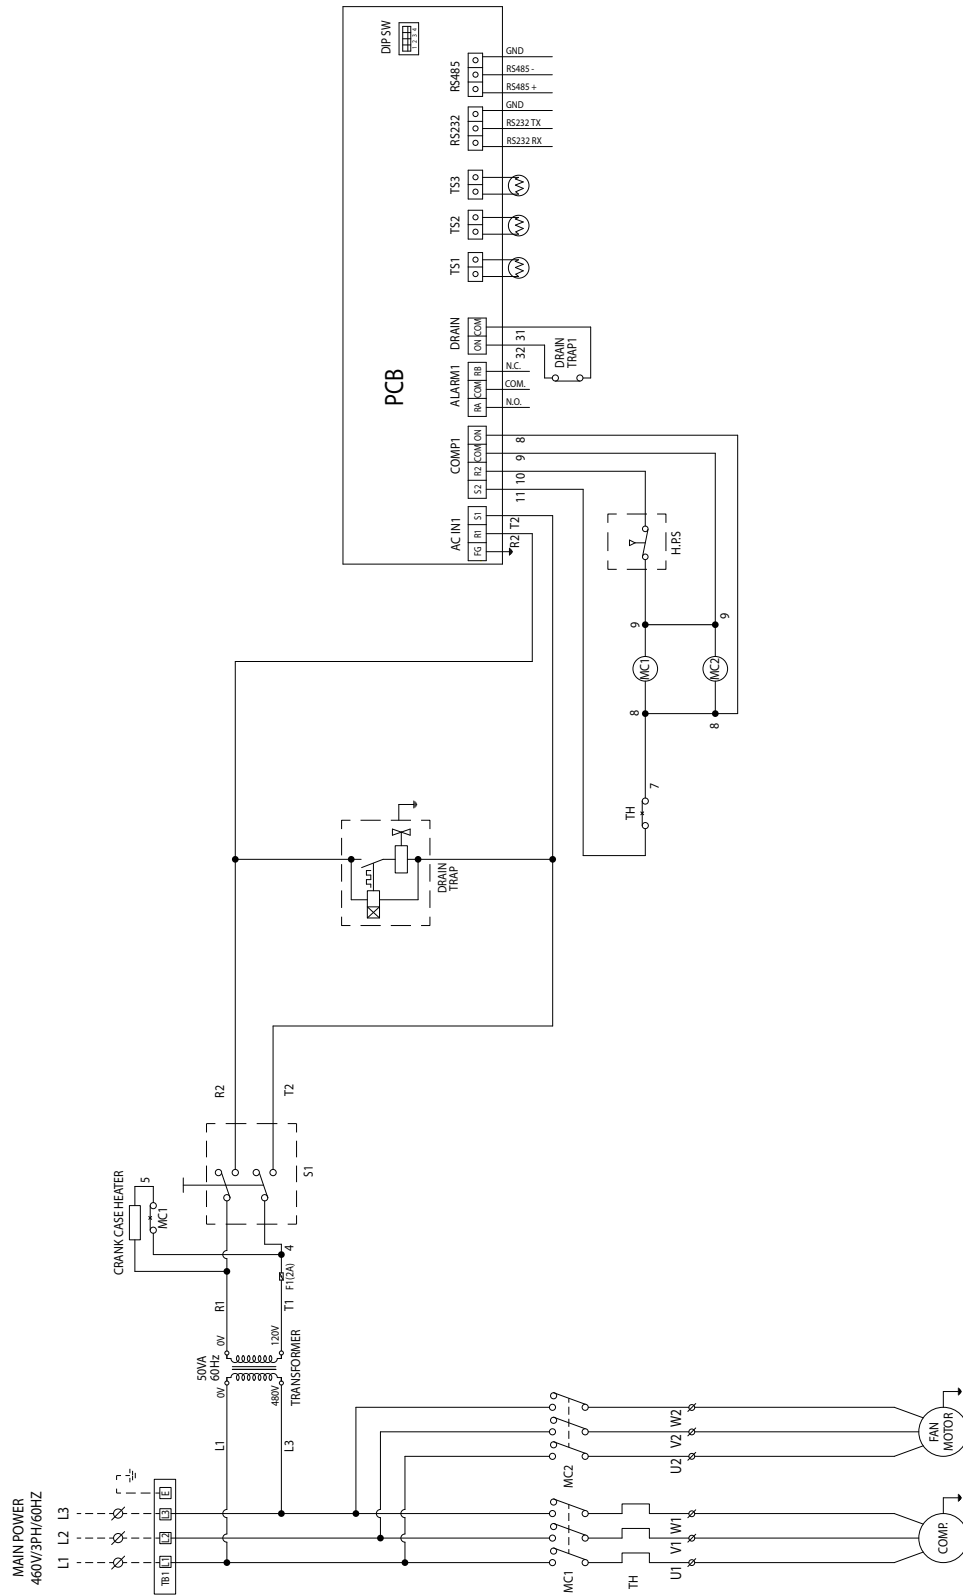 DIP SW
1 2 3 4
RS485
GND
RS485 -
RS485 +
RS232
GND
RS232 TX
RS232 RX
TS3
TS2
TS1
PCB
DRAIN
ON COM
32 31
DRAIN
TRAP1
ALARM1
RA COM RB
N.C.
COM.
N.O.
COMP1
S2 R2 COM ON
11 10 9 8
AC IN1
FG R1 S1
R2 T2
H.P.S
9
9
MC1
MC2
8
8
7
TH
DRAIN
TRAP
R2
T2
S1
CRANK CASE HEATER
5
MC1
4
F1(2A)
R1
T1
50VA
60Hz
0V
0V
120V
480V
TRANSFORMER
L1
L3
MAIN POWER
460V/3PH/60HZ
L1 L2 L3
TB1 L1 L2 L3 E
MC2
MC1
TH
U2 V2 W2
U1 V1 W1
FAN
MOTOR
COMP.